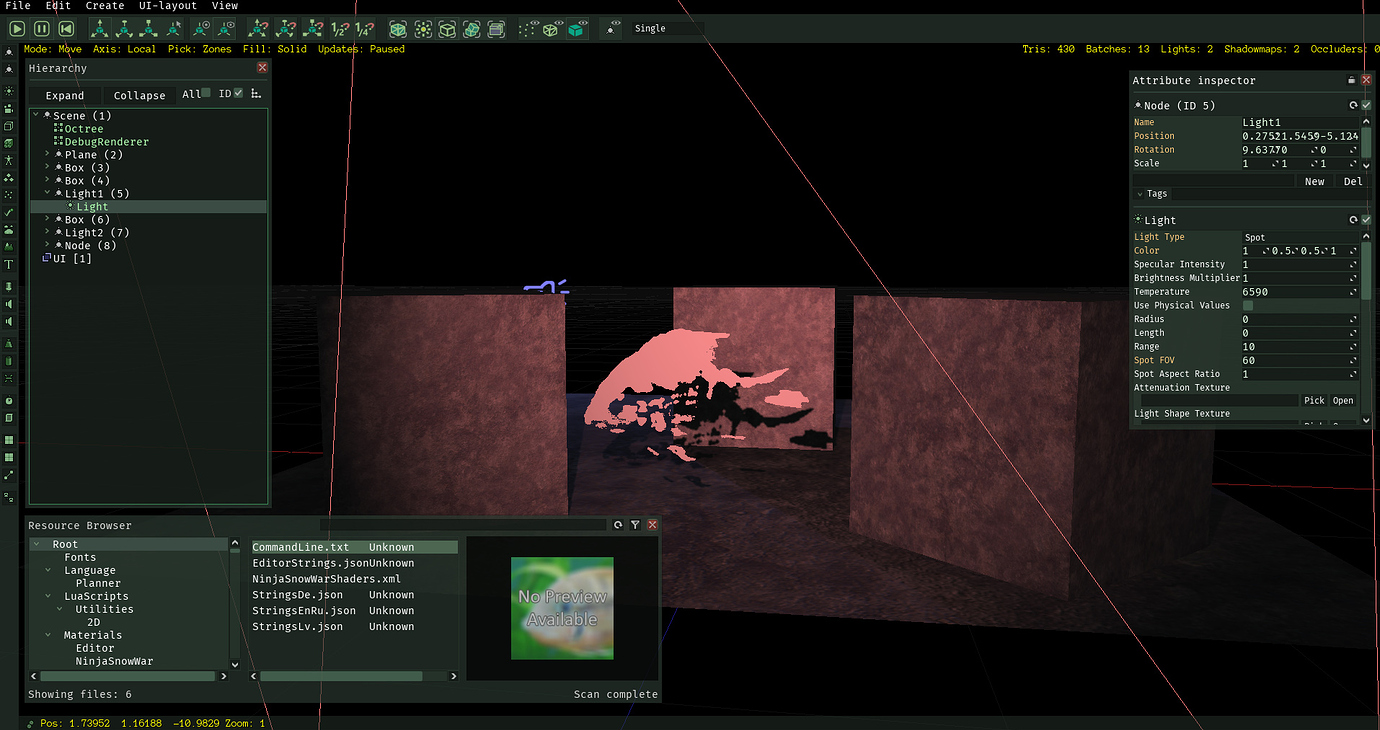 File Edit Create UI-layout View
1/2? 1/4?
Single
Mode: Move Axis: Local Pick: Zones Fill: Solid Updates: Paused
Tris: 430 Batches: 13 Lights: 2 Shadowmaps: 2 Occluders: 0
Hierarchy
Expand Collapse All ID
Scene (1)
Octree
DebugRenderer
Plane (2)
Box (3)
Box (4)
Light1 (5)
Light
Box (6)
Light2 (7)
Node (8)
UI [1]
Attribute inspector
Node (ID 5)
Name Light1
Position 0.27521.5459-5.124
Rotation 0
Scale 1 1 1
New Del
Tags
Light
Light Type Spot
Color 1 0.5 0.5 1
Specular Intensity 1
Brightness Multiplier 1
Temperature 6590
Use Physical Values
Radius 0
Length 0
Range 10
Spot FOV 60
Spot Aspect Ratio 1
Attenuation Texture
Pick Open
Light Shape Texture
Resource Browser
Root
Fonts
Language
Planner
LuaScripts
Utilities
2D
Materials
Editor
NinjaSnowWar
CommandLine.txt Unknown
EditorStrings.json Unknown
NinjaSnowWarShaders.xml
StringsDe.json Unknown
StringsEnRu.json Unknown
StringsLv.json Unknown
No Preview
Available
Showing files: 6
Scan complete
Pos: 1.73952 1.16188 -10.9829 Zoom: 1